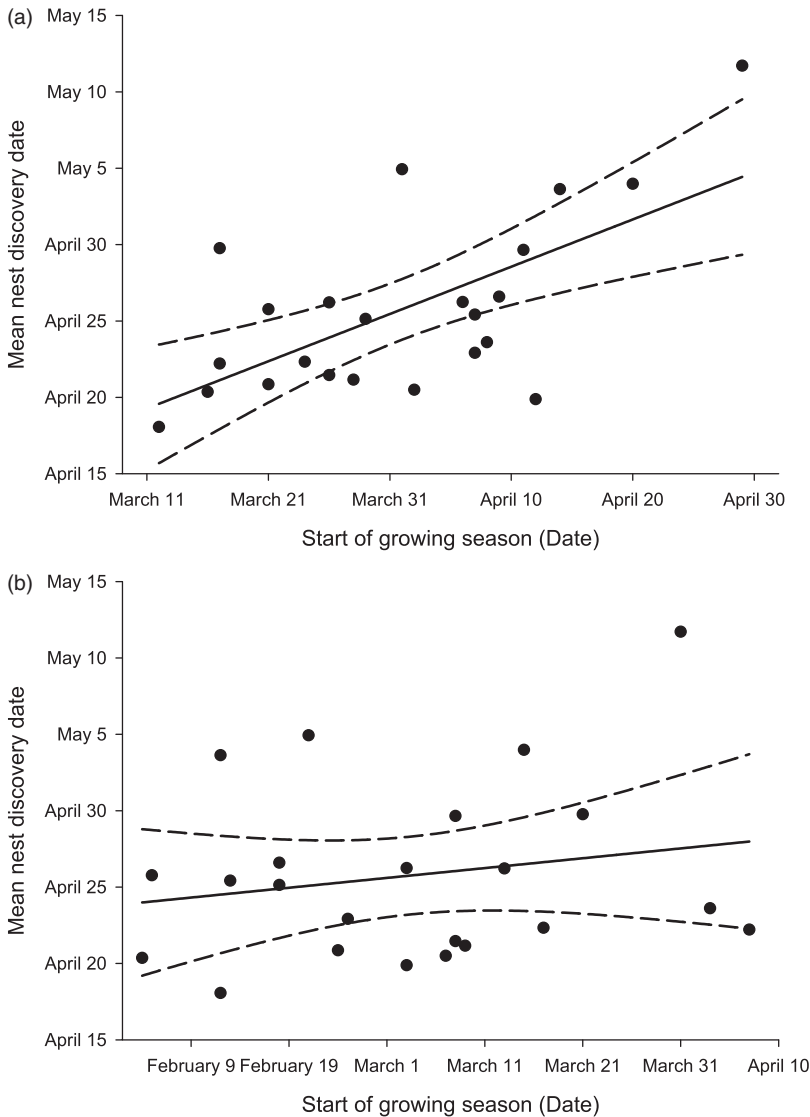 (a)
May 15
May 10
May 5
April 30
April 25
April 20
April 15
Mean nest discovery date
March 11 March 21 March 31 April 10 April 20 April 30
Start of growing season (Date)
(b)
May 15
May 10
May 5
April 30
April 25
April 20
April 15
Mean nest discovery date
February 9 February 19 March 1 March 11 March 21 March 31 April 10
Start of growing season (Date)